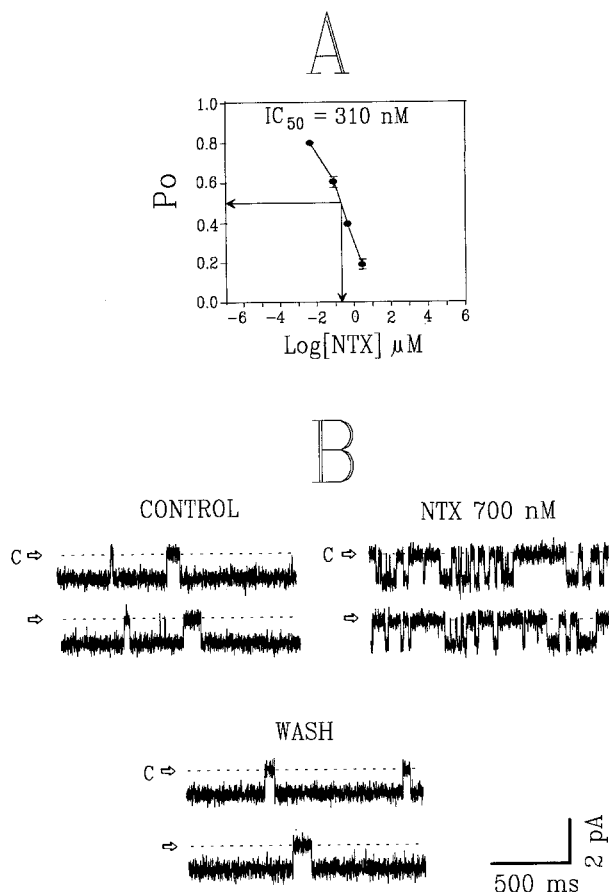 A
1.0
0.8
0.6
0.4
0.2
0.0
Po
IC50 = 310 nM
-6 -4 -2 0 2 4 6
Log[NTX] μM
B
CONTROL
NTX 700 nM
C ⇨
C ⇨
⇨
⇨
WASH
C ⇨
⇨
2 pA
500 ms